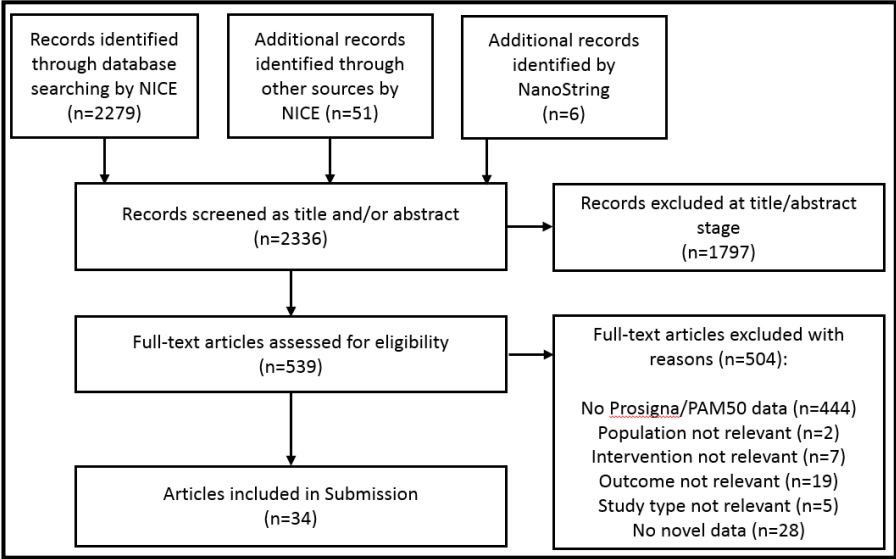 Records identified
through database
searching by NICE
(n=2279)
Additional records
identified through
other sources by
NICE (n=51)
Additional records
identified by
NanoString
(n=6)
Records screened as title and/or abstract
(n=2336)
Records excluded at title/abstract
stage
(n=1797)
Full-text articles assessed for eligibility
(n=539)
Full-text articles excluded with
reasons (n=504):
No Prosigna/PAM50 data (n=444)
Population not relevant (n=2)
Intervention not relevant (n=7)
Outcome not relevant (n=19)
Study type not relevant (n=5)
No novel data (n=28)
Articles included in Submission
(n=34)